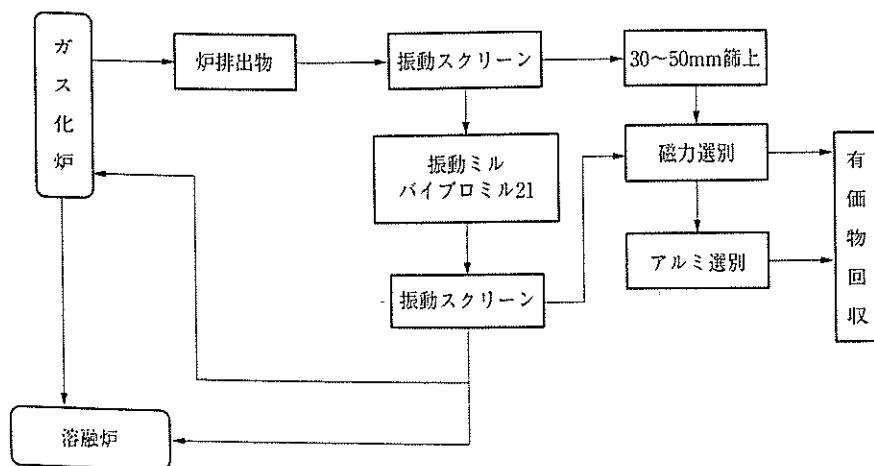 ガス化炉
炉排出物
振動スクリーン
30～50mm篩上
振動ミル
バイブロミル21
磁力選別
有価物回収
アルミ選別
振動スクリーン
溶融炉